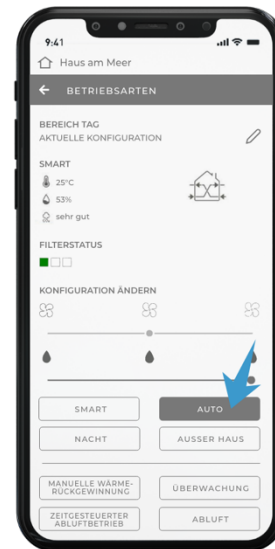 9:41
Haus am Meer
BETRIEBSARTEN
BEREICH TAG
AKTUELLE KONFIGURATION
SMART
25°C
53%
sehr gut
FILTERSTATUS
KONFIGURATION ÄNDERN
SMART
AUTO
NACHT
AUSSER HAUS
MANUELLE WÄRME-
RÜCKGEWINNUNG
ÜBERWACHUNG
ZEITGESTEUERTER
ABLUFTBETRIEB
ABLUFT